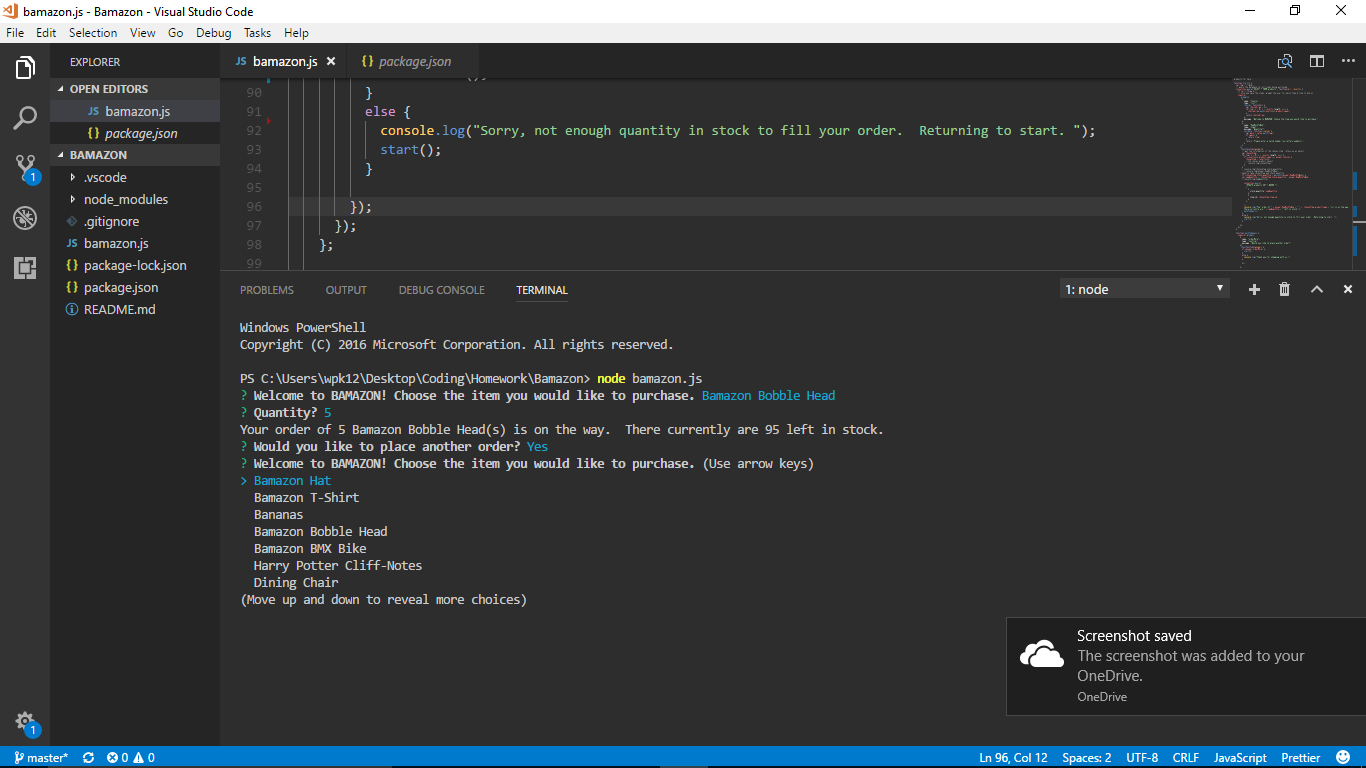 bamazon.js - Bamazon - Visual Studio Code
File Edit Selection View Go Debug Tasks Help
EXPLORER
OPEN EDITORS
JS bamazon.js
{} package.json
BAMAZON
.vscode
node_modules
.gitignore
JS bamazon.js
{} package-lock.json
{} package.json
README.md
1
1
JS bamazon.js
{} package.json
90 }
91 else {
92 console.log("Sorry, not enough quantity in stock to fill your order.  Returning to start. ");
93 start();
94 }
95
96 });
97 });
98 };
99
PROBLEMS OUTPUT DEBUG CONSOLE TERMINAL 1: node
Windows PowerShell
Copyright (C) 2016 Microsoft Corporation. All rights reserved.
PS C:\Users\wpk12\Desktop\Coding\Homework\Bamazon> node bamazon.js
? Welcome to BAMAZON! Choose the item you would like to purchase. Bamazon Bobble Head
? Quantity? 5
Your order of 5 Bamazon Bobble Head(s) is on the way.  There currently are 95 left in stock.
? Would you like to place another order? Yes
? Welcome to BAMAZON! Choose the item you would like to purchase. (Use arrow keys)
> Bamazon Hat
Bamazon T-Shirt
Bananas
Bamazon Bobble Head
Bamazon BMX Bike
Harry Potter Cliff-Notes
Dining Chair
(Move up and down to reveal more choices)
Screenshot saved
The screenshot was added to your
OneDrive.
OneDrive
master* 0 0 Ln 96, Col 12 Spaces: 2 UTF-8 CRLF JavaScript Prettier